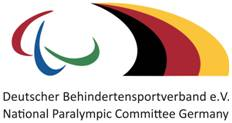 Deutscher Behindertensportverband e.V.
National Paralympic Committee Germany